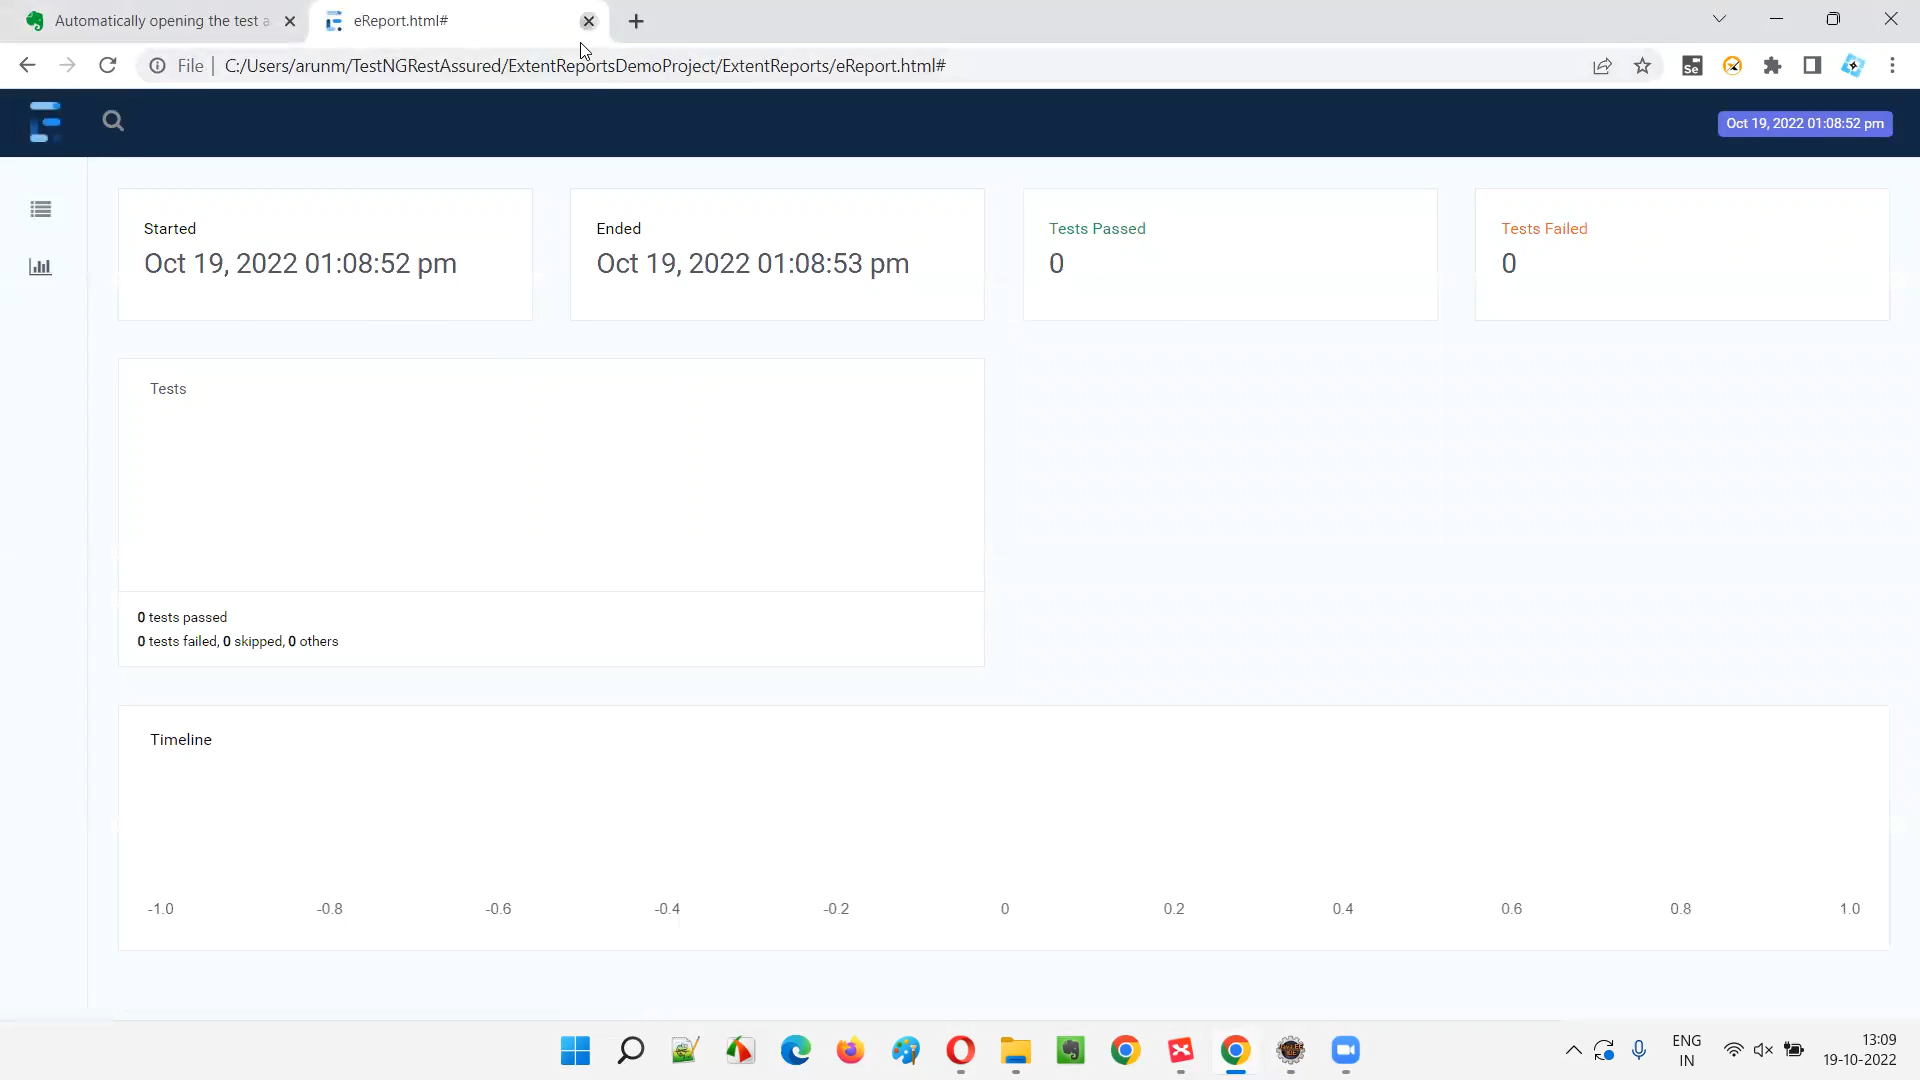 Automatically opening the test a
eReport.html#
File
C:/Users/arunm/TestNGRestAssured/ExtentReportsDemoProject/ExtentReports/eReport.html#
Se
Oct 19, 2022 01:08:52 pm
Started
Oct 19, 2022 01:08:52 pm
Ended
Oct 19, 2022 01:08:53 pm
Tests Passed
0
Tests Failed
0
Tests
0 tests passed
0 tests failed, 0 skipped, 0 others
Timeline
-1.0 -0.8 -0.6 -0.4 -0.2 0 0.2 0.4 0.6 0.8 1.0
ENG
IN
13:09
19-10-2022